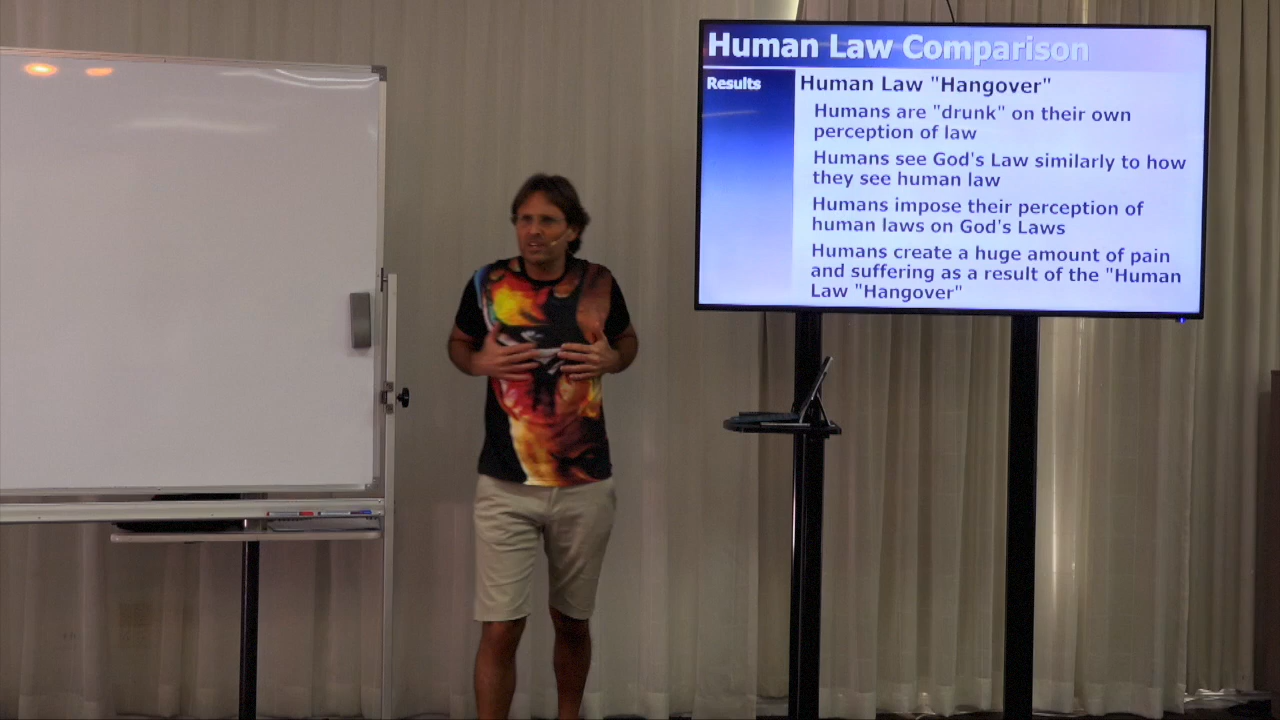 Human Law Comparison
Results
Human Law "Hangover"
Humans are "drunk" on their own
perception of law
Humans see God's Law similarly to how
they see human law
Humans impose their perception of
human laws on God's Laws
Humans create a huge amount of pain
and suffering as a result of the "Human
Law "Hangover"